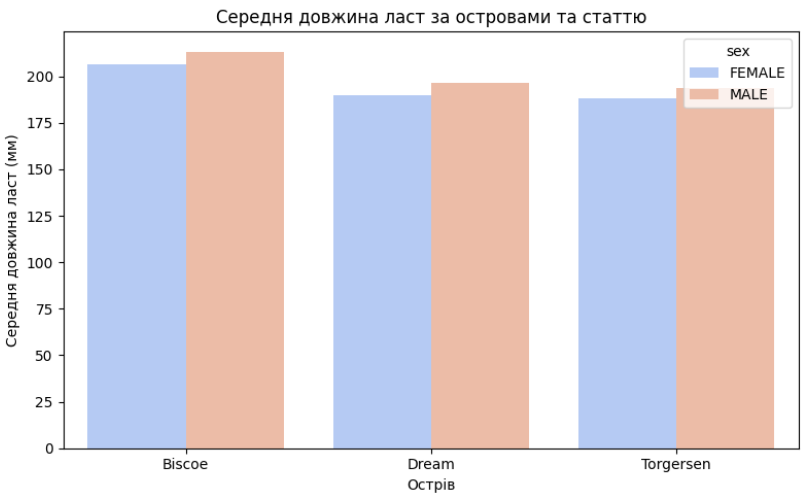 Середня довжина ласт за островами та статтю
sex
FEMALE
MALE
Середня довжина ласт (мм)
200
175
150
125
100
75
50
25
0
Biscoe
Dream
Torgersen
Острів